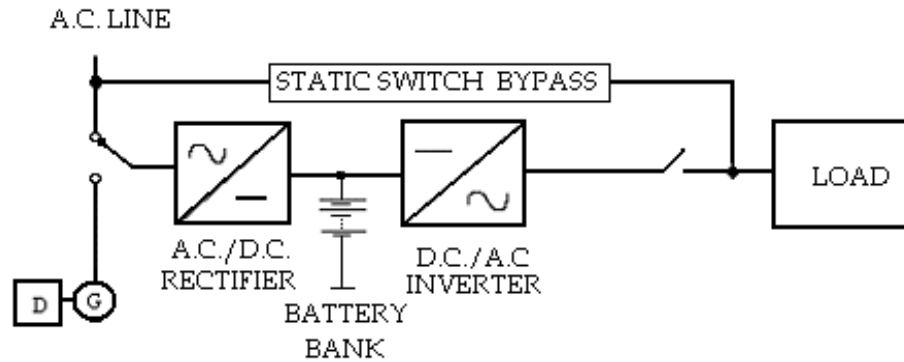 A.C. LINE
STATIC SWITCH BYPASS
LOAD
A.C./D.C.
RECTIFIER
D.C./A.C
INVERTER
BATTERY
BANK
D
G